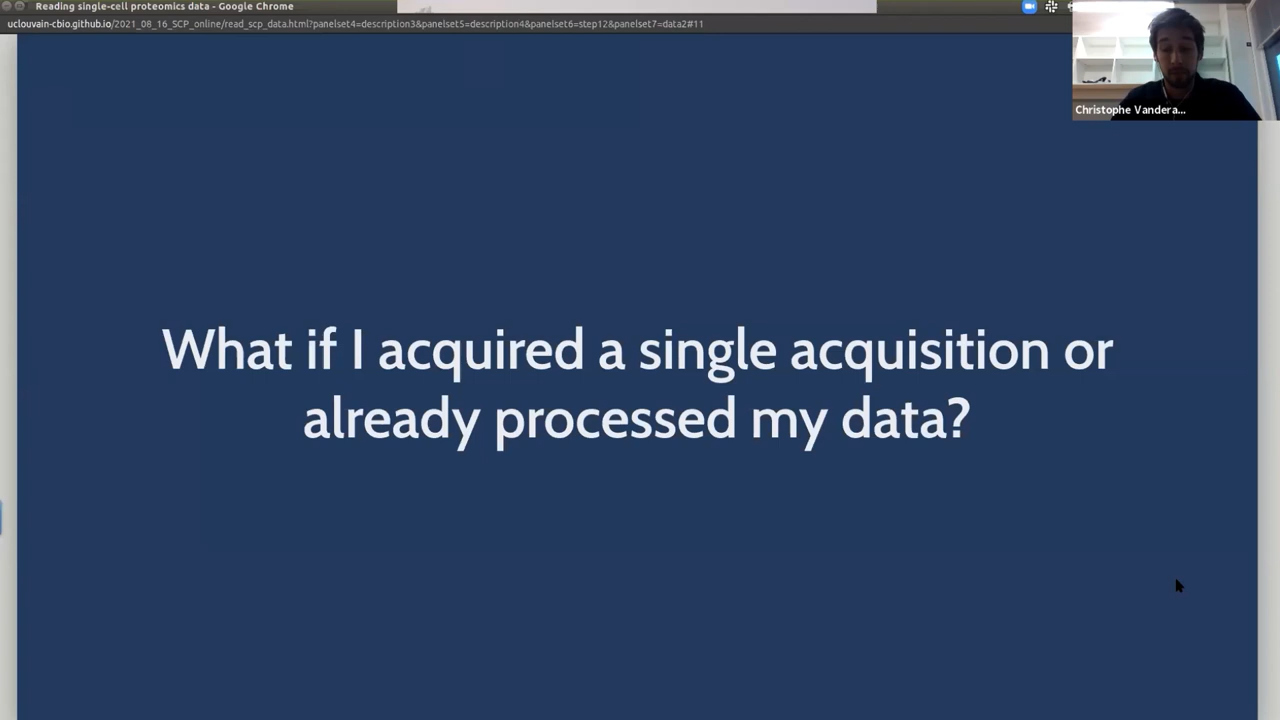 Reading single-cell proteomics data - Google Chrome
uclouvain-cbio.github.io/2021_08_16_SCP_online/read_scp_data.html?panelset4=description3&panelset5=description4&panelset6=step12&panelset7=data2#11
Christophe Vandera...
What if I acquired a single acquisition or
already processed my data?